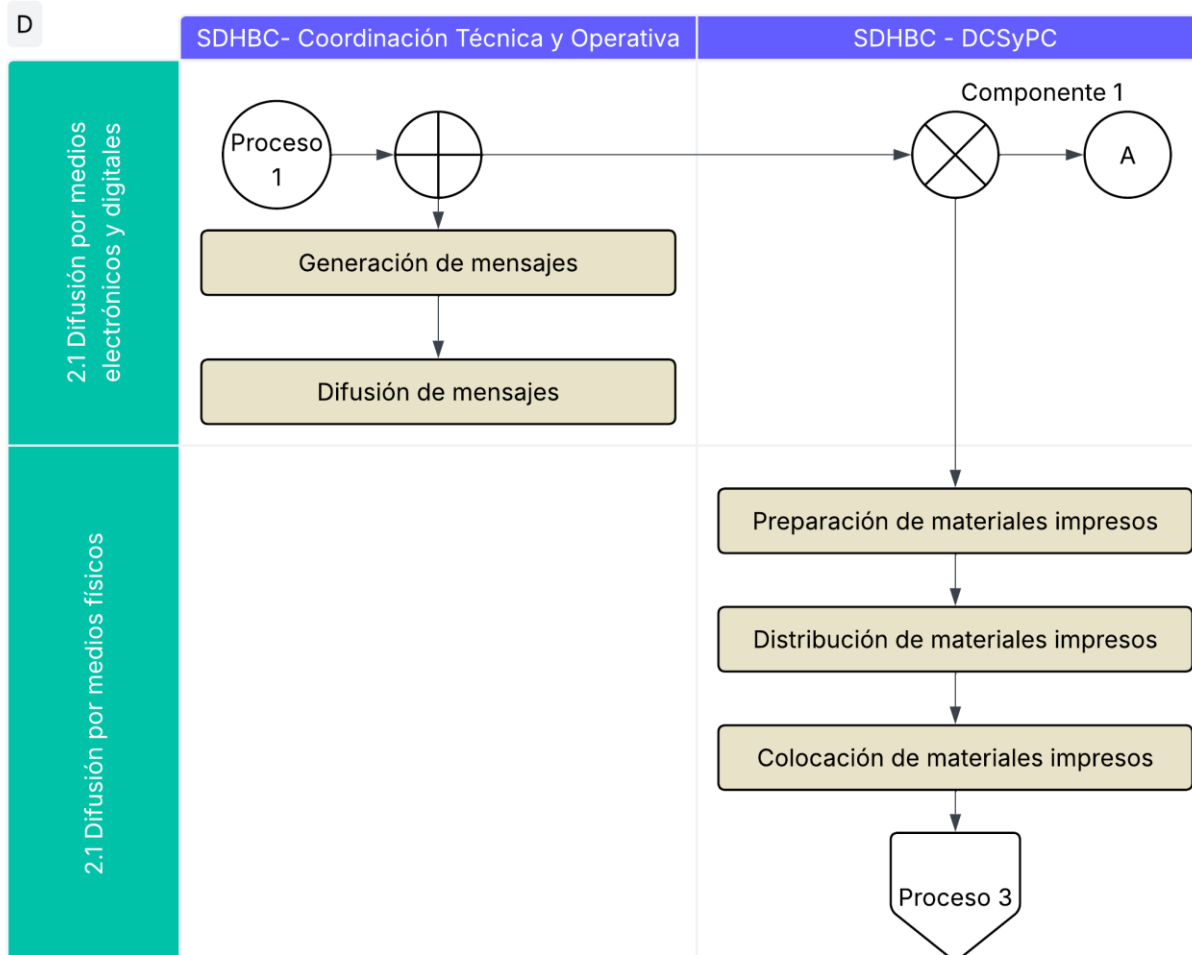 D
SDHBC- Coordinación Técnica y Operativa
SDHBC - DCSyPC
2.1 Difusión por medios
electrónicos y digitales
Proceso
1
Componente 1
A
Generación de mensajes
Difusión de mensajes
2.1 Difusión por medios físicos
Preparación de materiales impresos
Distribución de materiales impresos
Colocación de materiales impresos
Proceso 3